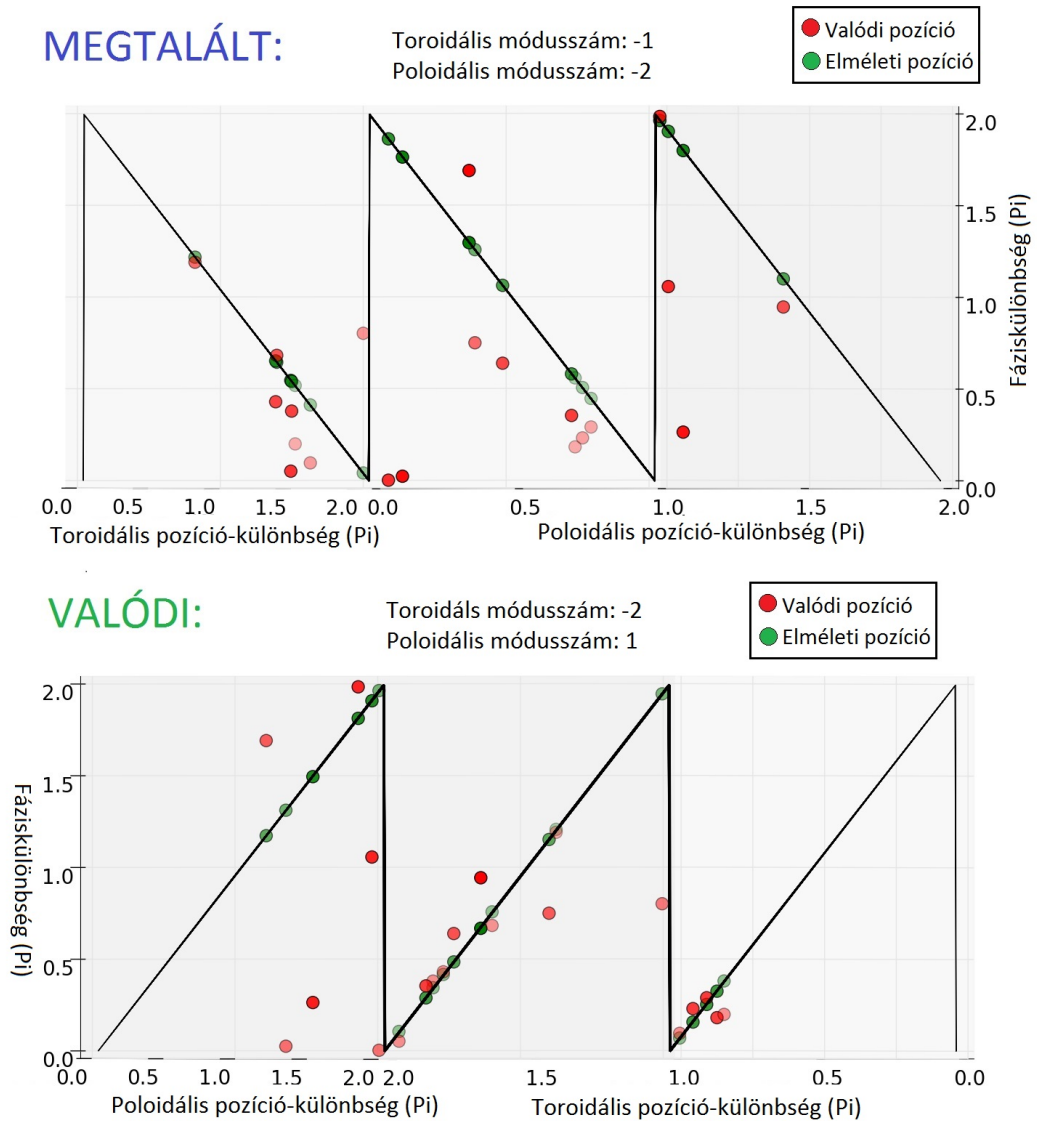 MEGTALÁLT:
Toroidális módusszám: -1
Poloidális módusszám: -2
Valódi pozíció
Elméleti pozíció
2.0
1.5
1.0
0.5
0.0
Fáziskülönbség (Pi)
0.0 0.5 1.0 1.5 2.0 0.0 0.5 1.0 1.5 2.0
Toroidális pozíció-különbség (Pi)
Poloidális pozíció-különbség (Pi)
VALÓDI:
Toroidáls módusszám: -2
Poloidális módusszám: 1
Valódi pozíció
Elméleti pozíció
2.0
1.5
1.0
0.5
0.0
Fáziskülönbség (Pi)
0.0 0.5 1.0 1.5 2.0 2.0 1.5 1.0 0.5 0.0
Poloidális pozíció-különbség (Pi)
Toroidális pozíció-különbség (Pi)